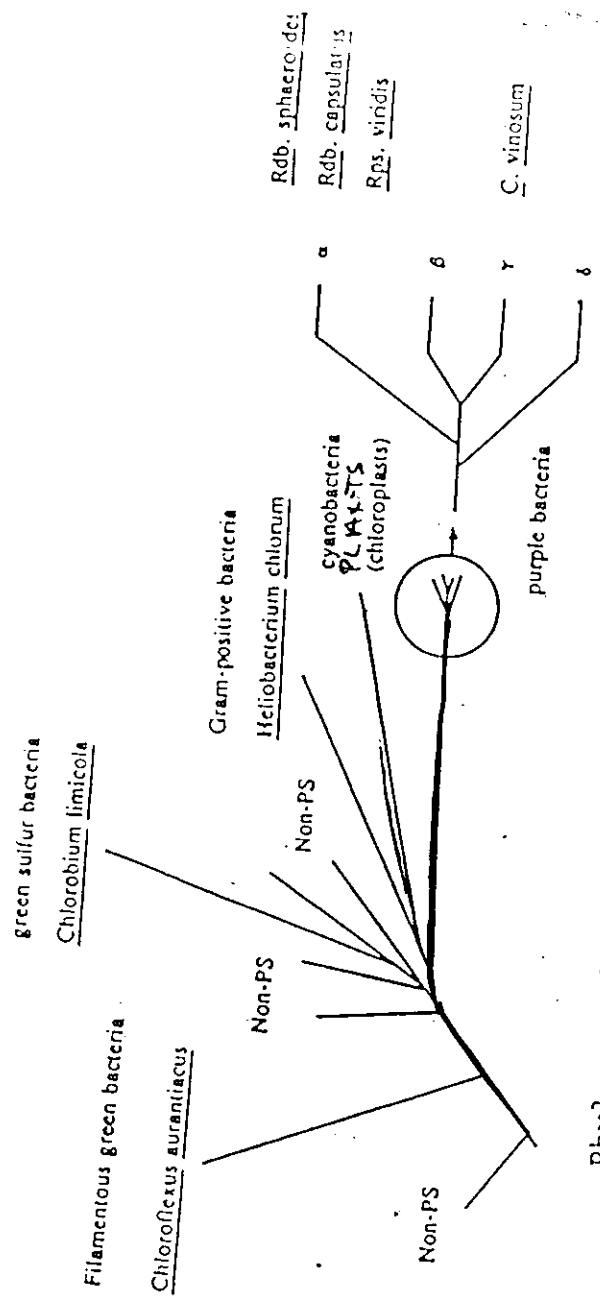 Filamentous green bacteria
Chloroflexus aurantiacus
green sulfur bacteria
Chlorobium limicola
Non-PS
Non-PS
Non-PS
Gram-positive bacteria
Heliobacterium chlorum
cyanobacteria
PLANTS
(chloroplasts)
purple bacteria
α
β
γ
δ
Rdb. sphaeroides
Rdb. capsulatus
Rps. viridis
C. vinosum